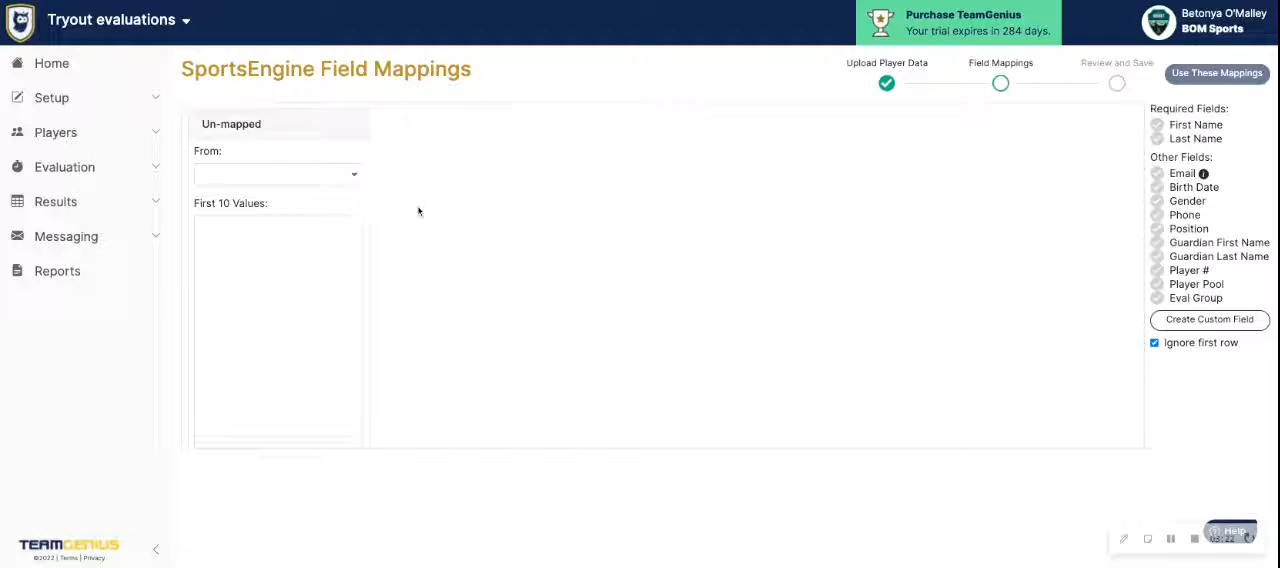 Tryout evaluations
Purchase TeamGenius
Your trial expires in 284 days.
Betonya O'Malley
BOM Sports
Home
Setup
Players
Evaluation
Results
Messaging
Reports
SportsEngine Field Mappings
Upload Player Data
Field Mappings
Review and Save
Use These Mappings
Un-mapped
From:
First 10 Values:
Required Fields:
First Name
Last Name
Other Fields:
Email
Birth Date
Gender
Phone
Position
Guardian First Name
Guardian Last Name
Player #
Player Pool
Eval Group
Create Custom Field
Ignore first row
TEAMGENIUS
©2022 | Terms | Privacy
Help